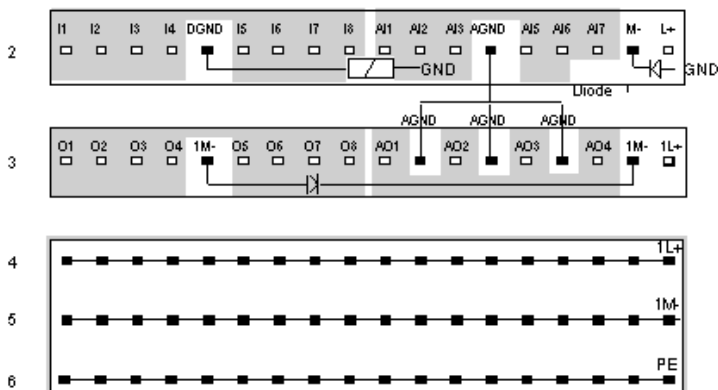 I1 I2 I3 I4 DGND I5 I6 I7 I8 AI1 AI2 AI3 AGND AI5 AI6 AI7 M- L+
2
GND GND
Diode
AGND AGND AGND
O1 O2 O3 O4 1M- O5 O6 O7 O8 AO1 AO2 AO3 AO4 1M- 1L+
3
1L+
4
1M-
5
PE
6